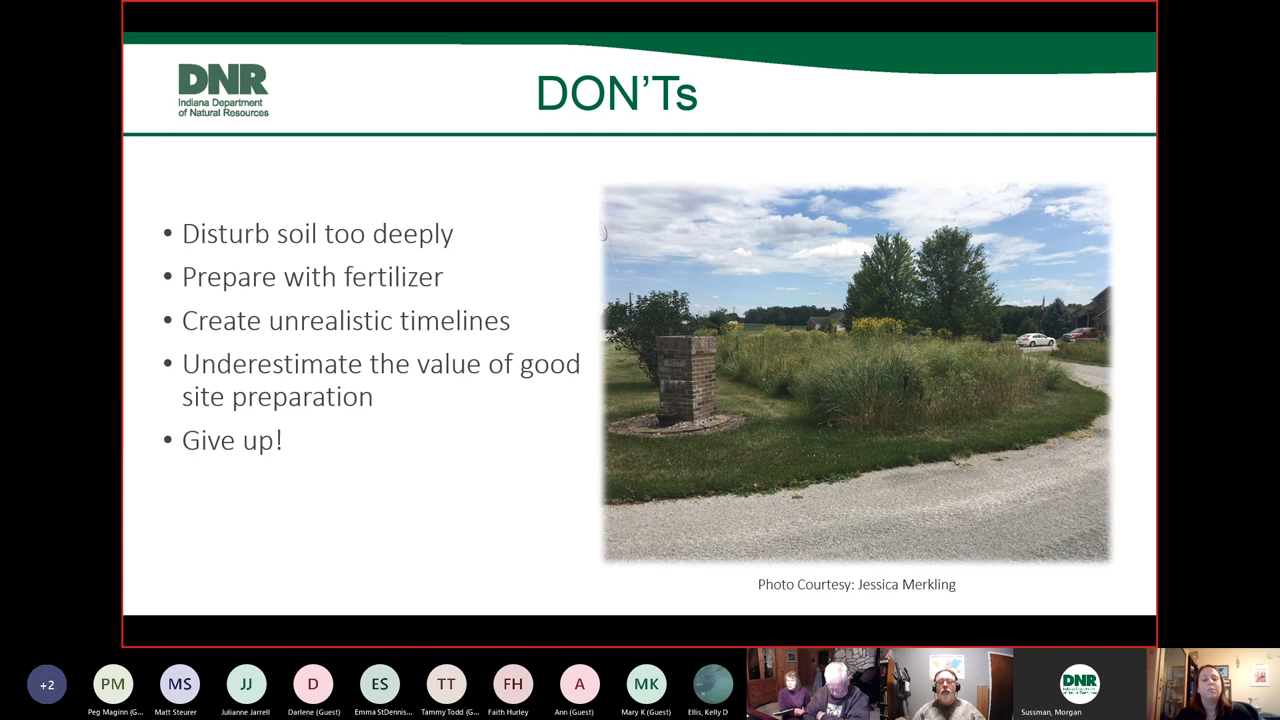 DNR
Indiana Department
of Natural Resources
DON'Ts
• Disturb soil too deeply
• Prepare with fertilizer
• Create unrealistic timelines
• Underestimate the value of good
site preparation
• Give up!
Photo Courtesy: Jessica Merkling
+2
PM
MS
JJ
D
ES
TT
FH
A
MK
DNR
Peg Maginn (G...
Matt Steurer
Julianne Jarrell
Darlene (Guest)
Emma StDennis...
Tammy Todd (G...
Faith Hurley
Ann (Guest)
Mary K (Guest)
Ellis, Kelly D
Sussman, Morgan